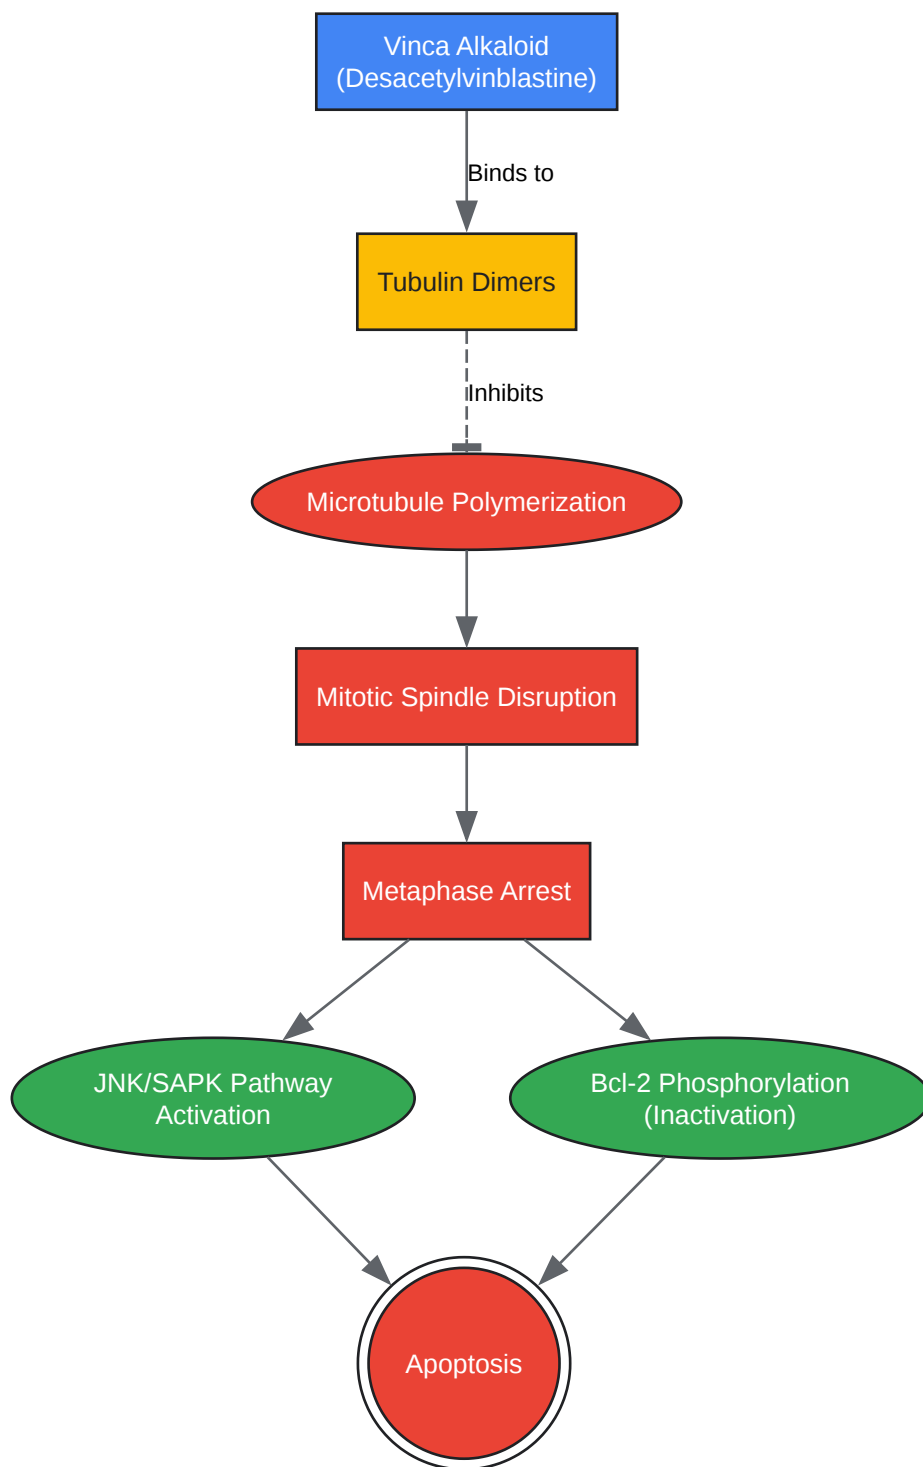 Vinca Alkaloid
(Desacetylvinblastine)
Binds to
Tubulin Dimers
Inhibits
Microtubule Polymerization
Mitotic Spindle Disruption
Metaphase Arrest
JNK/SAPK Pathway
Activation
Bcl-2 Phosphorylation
(Inactivation)
Apoptosis